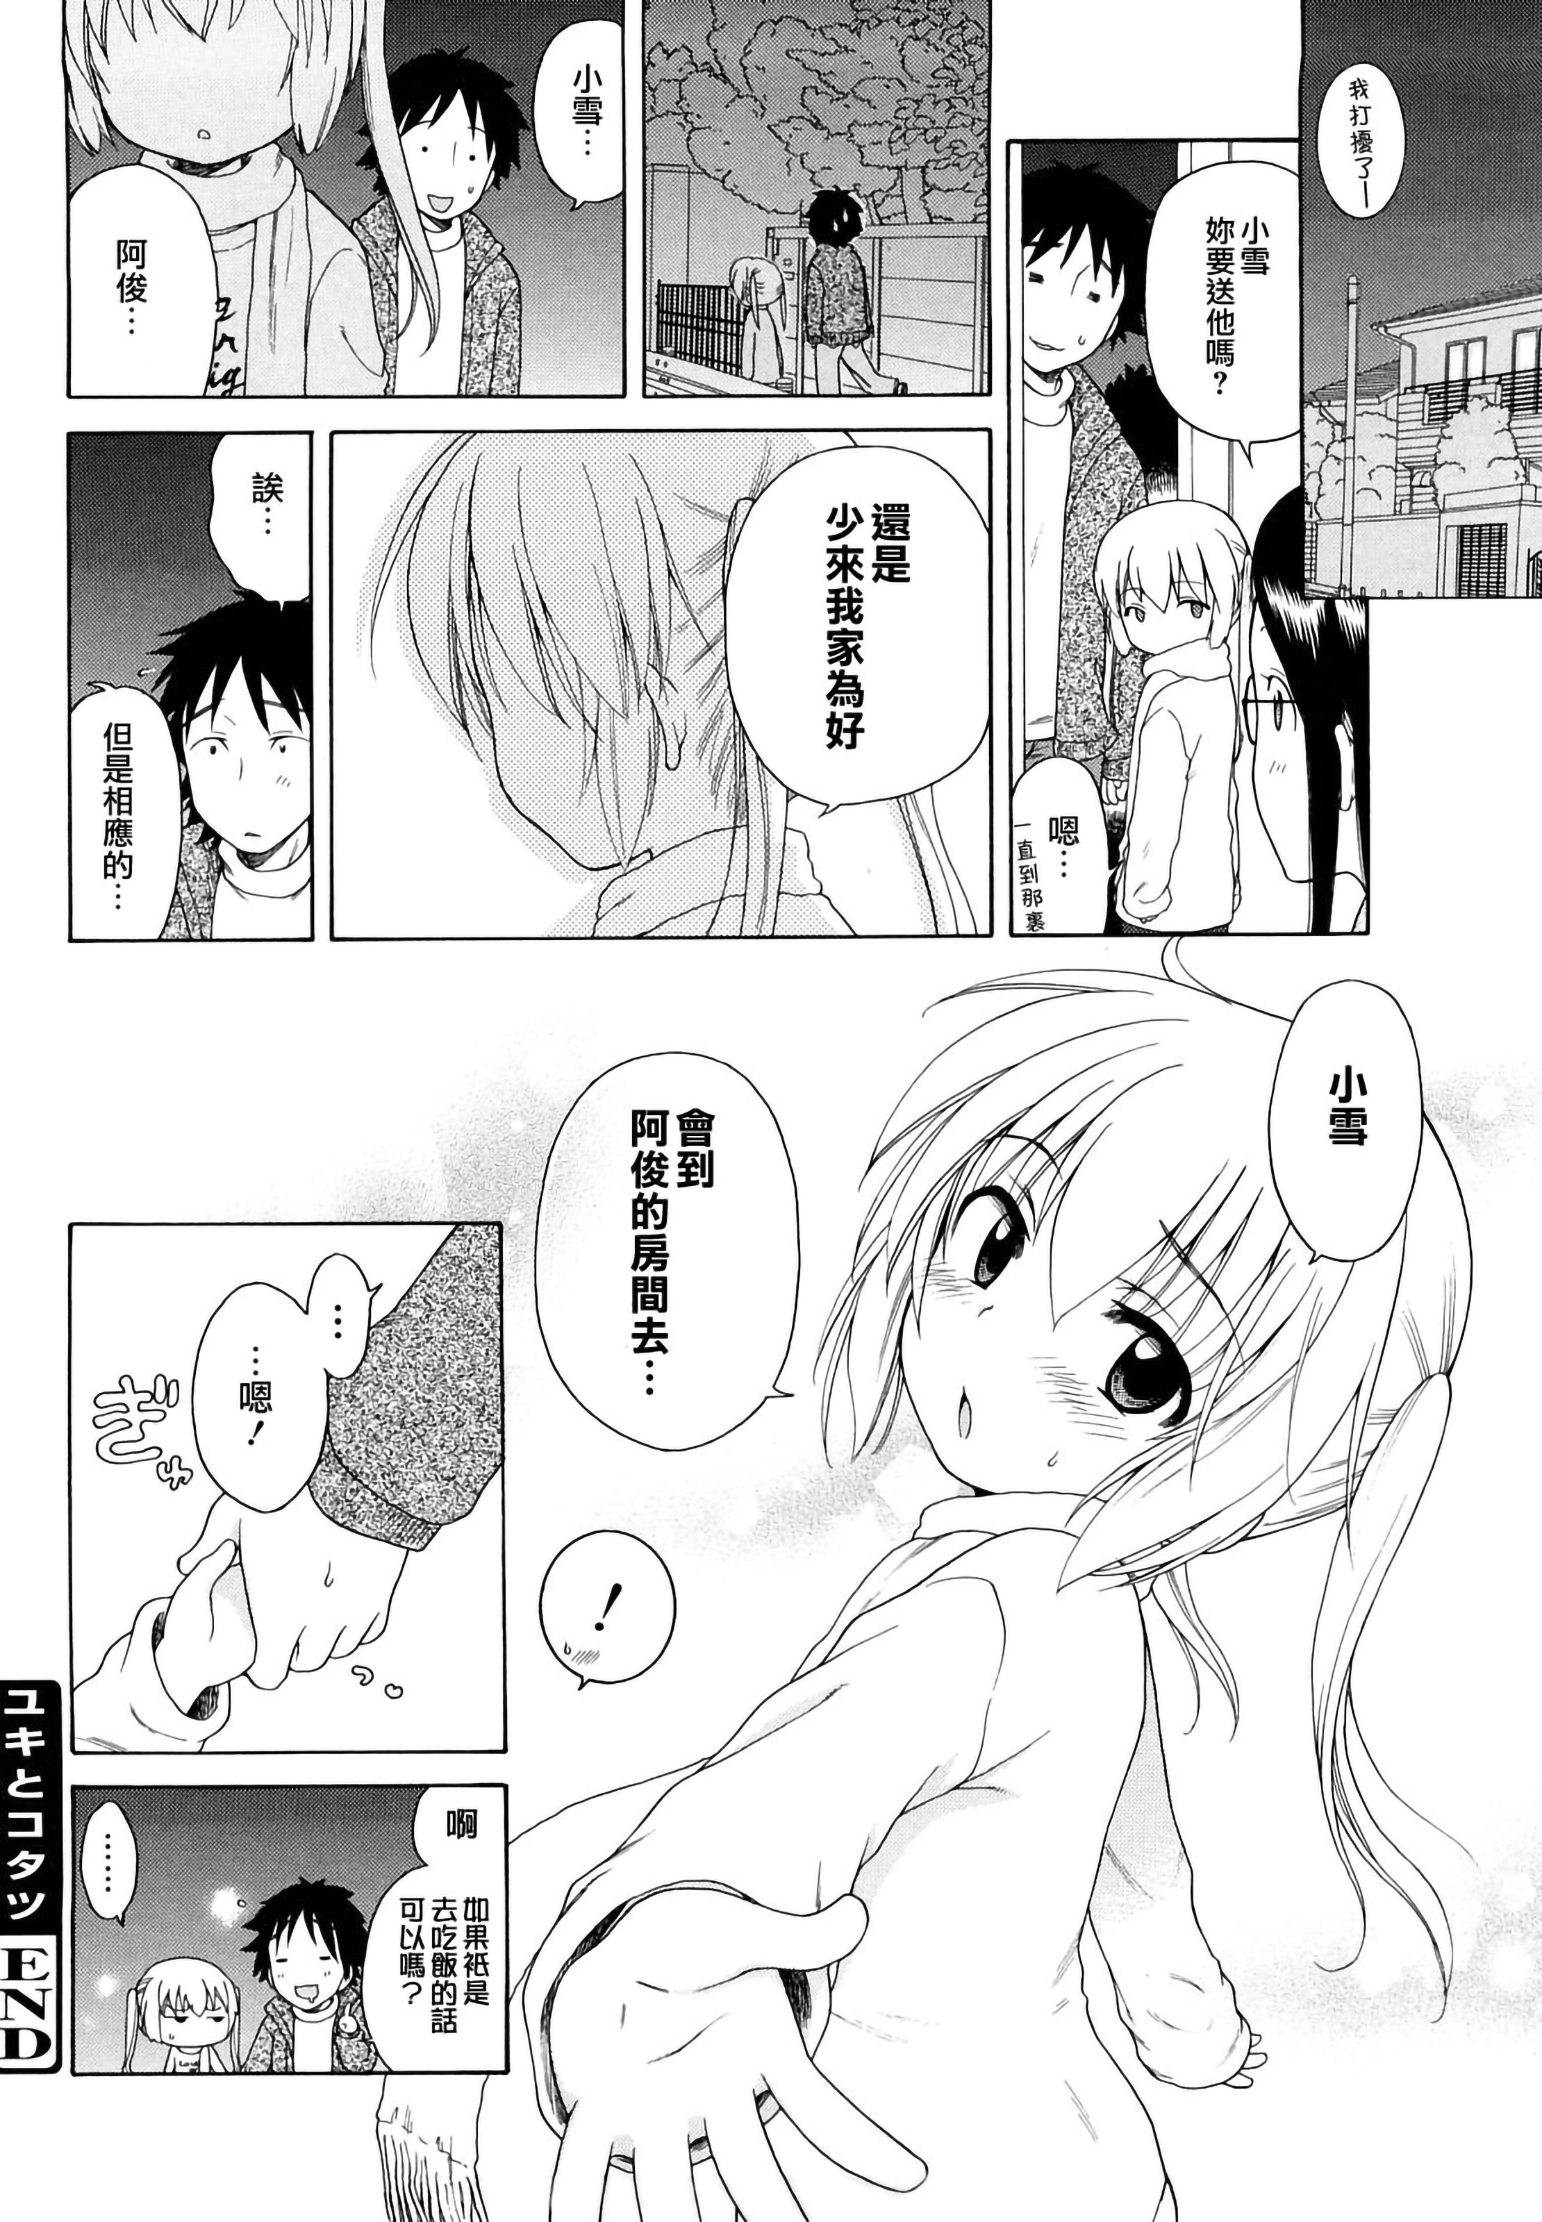 我打擾了ー
小雪
妳要送他嗎？
嗯…
一直到那裏
小雪…
阿俊…
還是
少來我家為好
誒…
但是相應的…
小雪
會到
阿俊的房間去…
！
…
…嗯！
ぎゅ
っ
啊
如果衹是
去吃飯的話
可以嗎？
……
ユキとコタツ
END